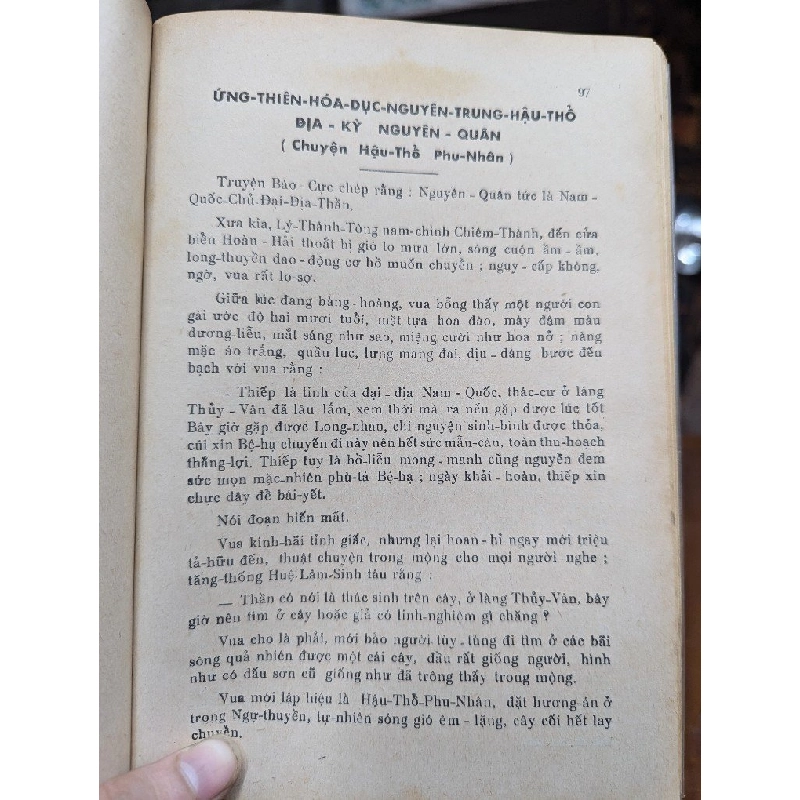 97
ỨNG-THIÊN-HÓA-DỤC-NGUYÊN-TRUNG-HẬU-THỔ
ĐỊA - KỲ NGUYÊN - QUÂN
( Chuyện Hậu-Thổ Phu-Nhân )
Truyện Báo - Cực chép rằng : Nguyên - Quân tức là Nam -
Quốc-Chủ-Đại-Địa-Thần.
Xưa kia, Lý-Thánh-Tông nam-chinh Chiêm-Thành, đến cửa
biển Hoàn - Hải thoắt bị gió to mưa lớn, sóng cuộn ầm - ầm,
long-thuyền dao - động cơ hồ muốn chuyển ; nguy - cấp không
ngờ, vua rất lo sợ.
Giữa lúc đang bàng - hoàng, vua bỗng thấy một người con
gái ước độ hai mươi tuổi, mặt tựa hoa đào, mày đậm màu
dương-liễu, mắt sáng như sao, miệng cười như hoa nở ; nàng
mặc áo trắng, quần lục, lưng mang đai, dịu - dàng bước đến
bạch với vua rằng :
— Thiếp là tinh của đại - địa Nam - Quốc, thác-cư ở làng
Thủy - Vân đã lâu lắm, xem thời mà ra nếu gặp được lúc tốt
Bây giờ gặp được Long-nhan, chí nguyện sinh-bình được thỏa,
cúi xin Bệ-hạ chuyến đi này nên hết sức mẫn-cán, toàn thu-hoạch
thắng-lợi. Thiếp tuy là bồ-liễu mong - manh cũng nguyện đem
sức mọn mặc-nhiên phù-tá Bệ-hạ ; ngày khải - hoàn, thiếp xin
chực đây để bái-yết.
Nói đoạn biến mất.
Vua kinh-hãi tỉnh giấc, nhưng lại hoan - hỉ ngay mới triệu
tả-hữu đến, thuật chuyện trong mộng cho mọi người nghe ;
tăng-thống Huệ-Lâm-Sinh tâu rằng :
— Thần có nói là thác sinh trên cây, ở làng Thủy-Vân, bây
giờ nên tìm ở cây hoặc giả có linh-nghiệm gì chăng ?
Vua cho là phải, mới bảo người tùy - tùng đi tìm ở các bãi
sông quả nhiên được một cái cây, đầu rất giống người, hình
như có dấu sơn cũ giống như đã trông thấy trong mộng.
Vua mới lập hiệu là Hậu-Thổ-Phu-Nhân, đặt hương-án ở
trong Ngự-thuyền, tự-nhiên sóng gió êm - lặng, cây cối hết lay
chuyển.